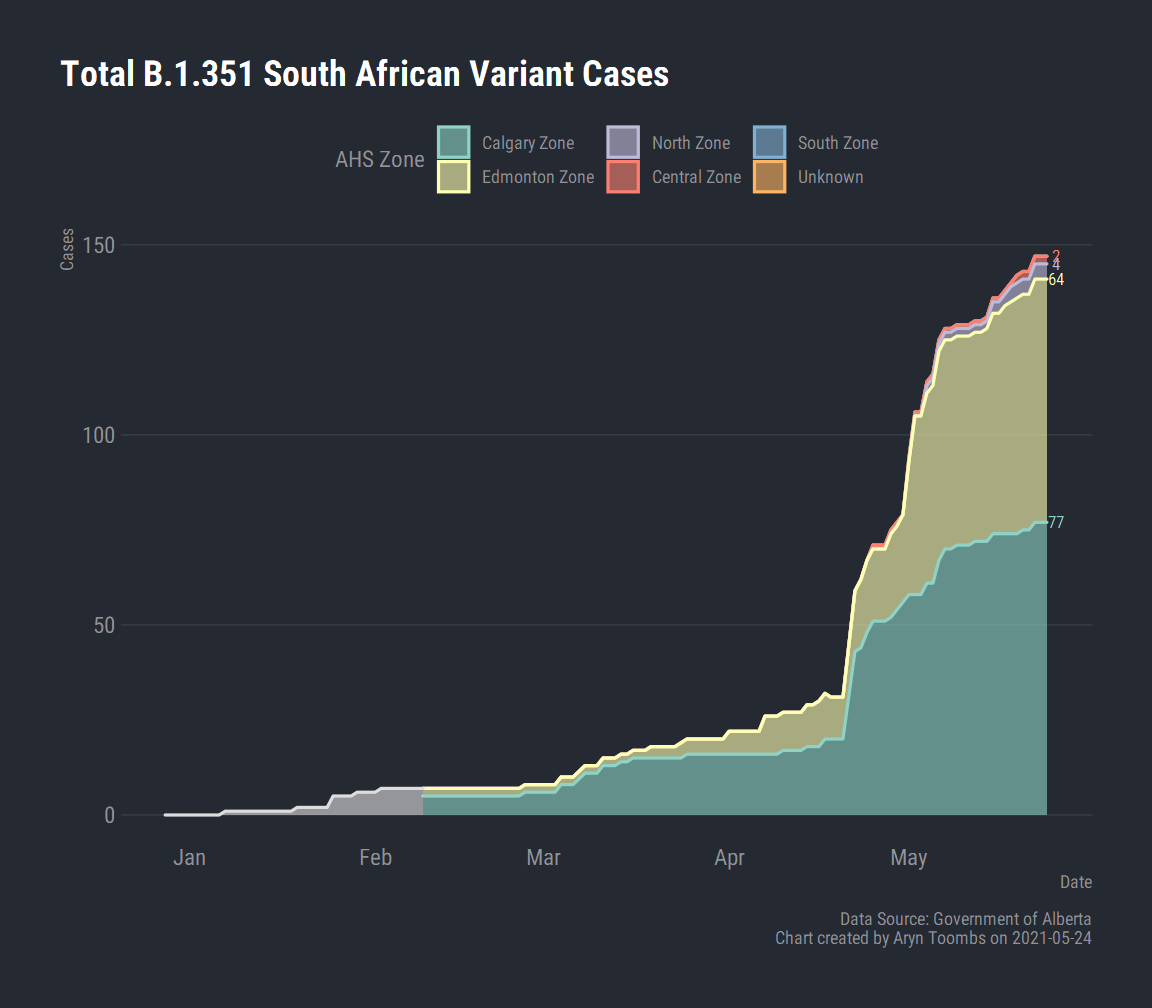 Total B.1.351 South African Variant Cases
AHS Zone
Calgary Zone
North Zone
South Zone
Edmonton Zone
Central Zone
Unknown
Cases
150
100
50
0
2
4
64
77
Jan
Feb
Mar
Apr
May
Date
Data Source: Government of Alberta
Chart created by Aryn Toombs on 2021-05-24